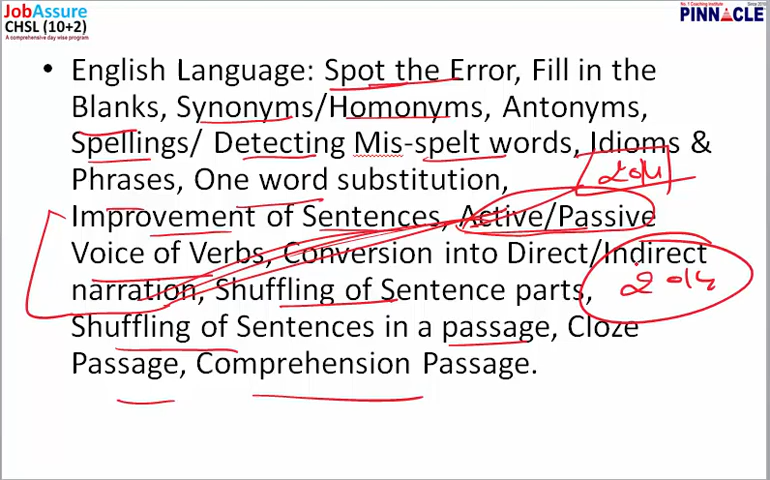 JobAssure
CHSL (10+2)
A comprehensive day wise program
No. 1 Coaching Institute
PINNACLE
• English Language: Spot the Error, Fill in the
Blanks, Synonyms/Homonyms, Antonyms,
Spellings/ Detecting Mis-spelt words, Idioms &
Phrases, One word substitution,
Improvement of Sentences, Active/Passive
Voice of Verbs, Conversion into Direct/Indirect
narration, Shuffling of Sentence parts,
Shuffling of Sentences in a passage, Cloze
Passage, Comprehension Passage.